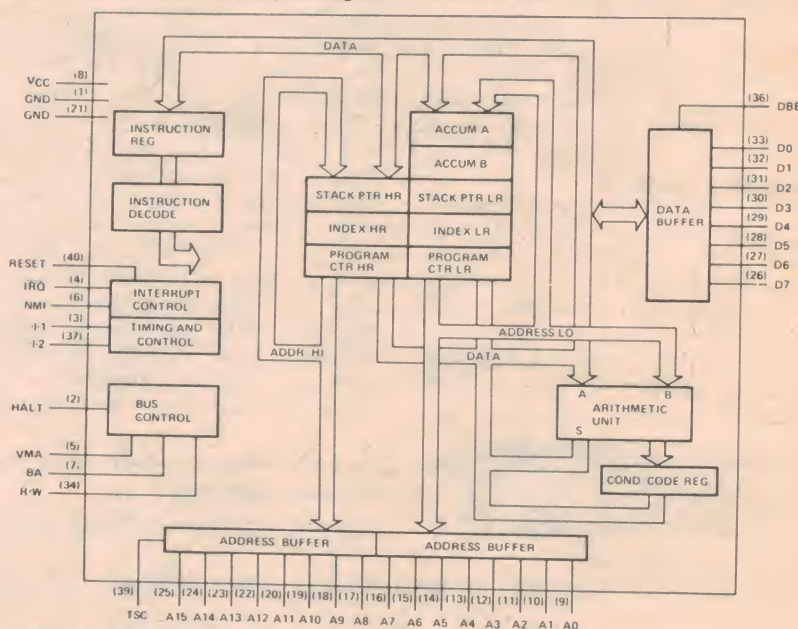 DATA
VCC (8)
GND (1)
GND (21)
INSTRUCTION
REG
INSTRUCTION
DECODE
RESET (40)
IRQ (4)
NMI (6)
(3)
(37)
INTERRUPT
CONTROL
TIMING AND
CONTROL
HALT (2)
BUS
CONTROL
VMA (5)
BA (7)
R·W (34)
ACCUM A
ACCUM B
STACK PTR HR
STACK PTR LR
INDEX HR
INDEX LR
PROGRAM
CTR HR
PROGRAM
CTR LR
ADDR HI
ADDRESS LO
DATA
A B
ARITHMETIC
UNIT
S
COND CODE REG
DATA
BUFFER
(36) DBE
(33) D0
(32) D1
(31) D2
(30) D3
(29) D4
(28) D5
(27) D6
(26) D7
ADDRESS BUFFER
ADDRESS BUFFER
(39) (25) (24) (23) (22) (20) (19) (18) (17) (16) (15) (14) (13) (12) (11) (10) (9)
TSC A15 A14 A13 A12 A11 A10 A9 A8 A7 A6 A5 A4 A3 A2 A1 A0